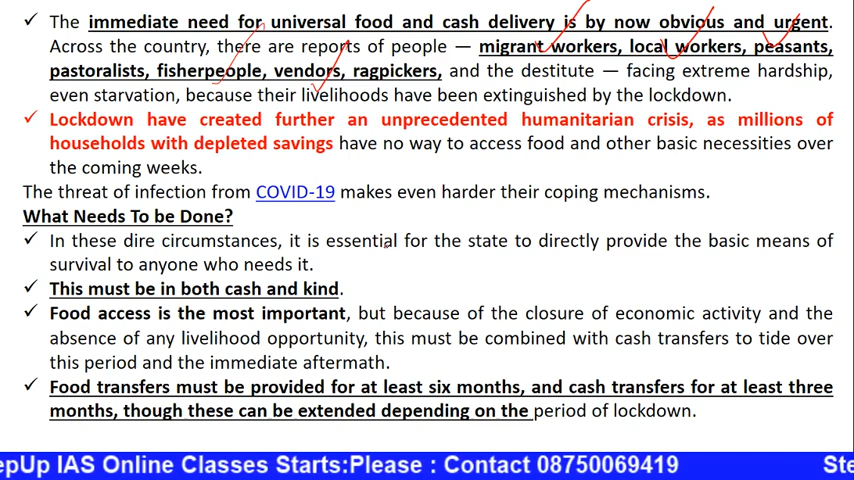 ✓ The immediate need for universal food and cash delivery is by now obvious and urgent.
Across the country, there are reports of people — migrant workers, local workers, peasants,
pastoralists, fisherpeople, vendors, ragpickers, and the destitute — facing extreme hardship,
even starvation, because their livelihoods have been extinguished by the lockdown.
✓ Lockdown have created further an unprecedented humanitarian crisis, as millions of
households with depleted savings have no way to access food and other basic necessities over
the coming weeks.
The threat of infection from COVID-19 makes even harder their coping mechanisms.
What Needs To be Done?
✓ In these dire circumstances, it is essential for the state to directly provide the basic means of
survival to anyone who needs it.
✓ This must be in both cash and kind.
✓ Food access is the most important, but because of the closure of economic activity and the
absence of any livelihood opportunity, this must be combined with cash transfers to tide over
this period and the immediate aftermath.
✓ Food transfers must be provided for at least six months, and cash transfers for at least three
months, though these can be extended depending on the period of lockdown.
epUp IAS Online Classes Starts:Please : Contact 08750069419 Ste